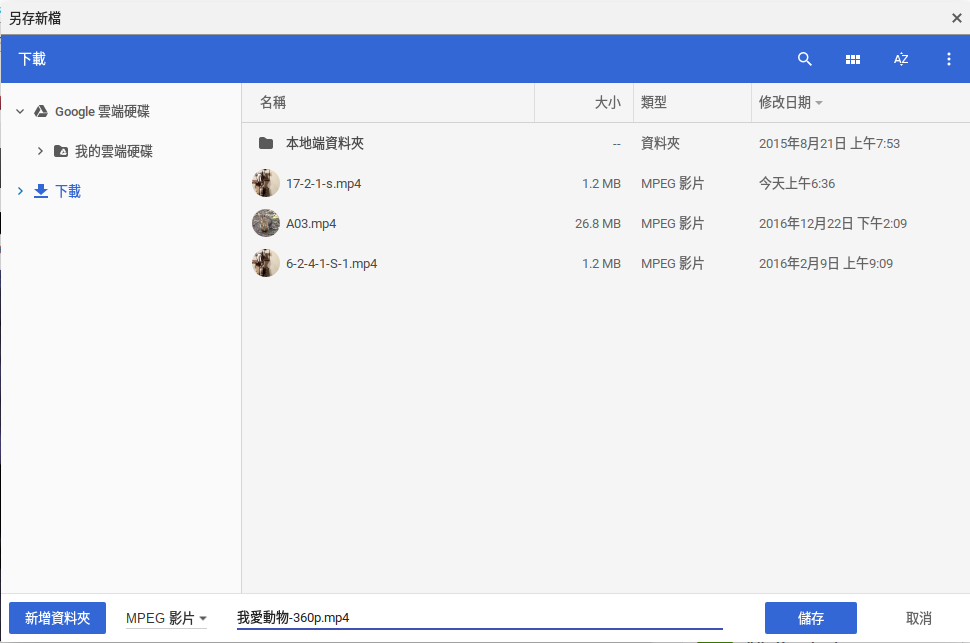 另存新檔
下載
AZ
名稱 大小 類型 修改日期
Google 雲端硬碟
我的雲端硬碟
下載
本地端資料夾 -- 資料夾 2015年8月21日 上午7:53
17-2-1-s.mp4 1.2 MB MPEG 影片 今天上午6:36
A03.mp4 26.8 MB MPEG 影片 2016年12月22日 下午2:09
6-2-4-1-S-1.mp4 1.2 MB MPEG 影片 2016年2月9日 上午9:09
新增資料夾 MPEG 影片 我愛動物-360p.mp4 儲存 取消